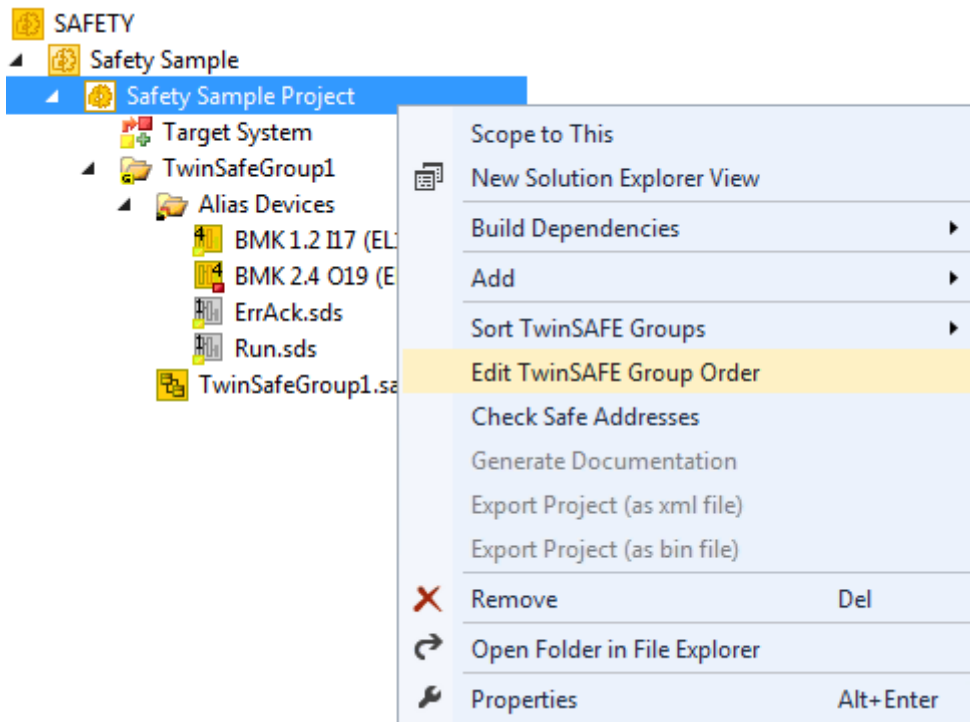 SAFETY
Safety Sample
Safety Sample Project
Target System
TwinSafeGroup1
Alias Devices
BMK 1.2 I17 (EL
BMK 2.4 O19 (E
ErrAck.sds
Run.sds
TwinSafeGroup1.sa
Scope to This
New Solution Explorer View
Build Dependencies
Add
Sort TwinSAFE Groups
Edit TwinSAFE Group Order
Check Safe Addresses
Generate Documentation
Export Project (as xml file)
Export Project (as bin file)
Remove Del
Open Folder in File Explorer
Properties Alt+Enter